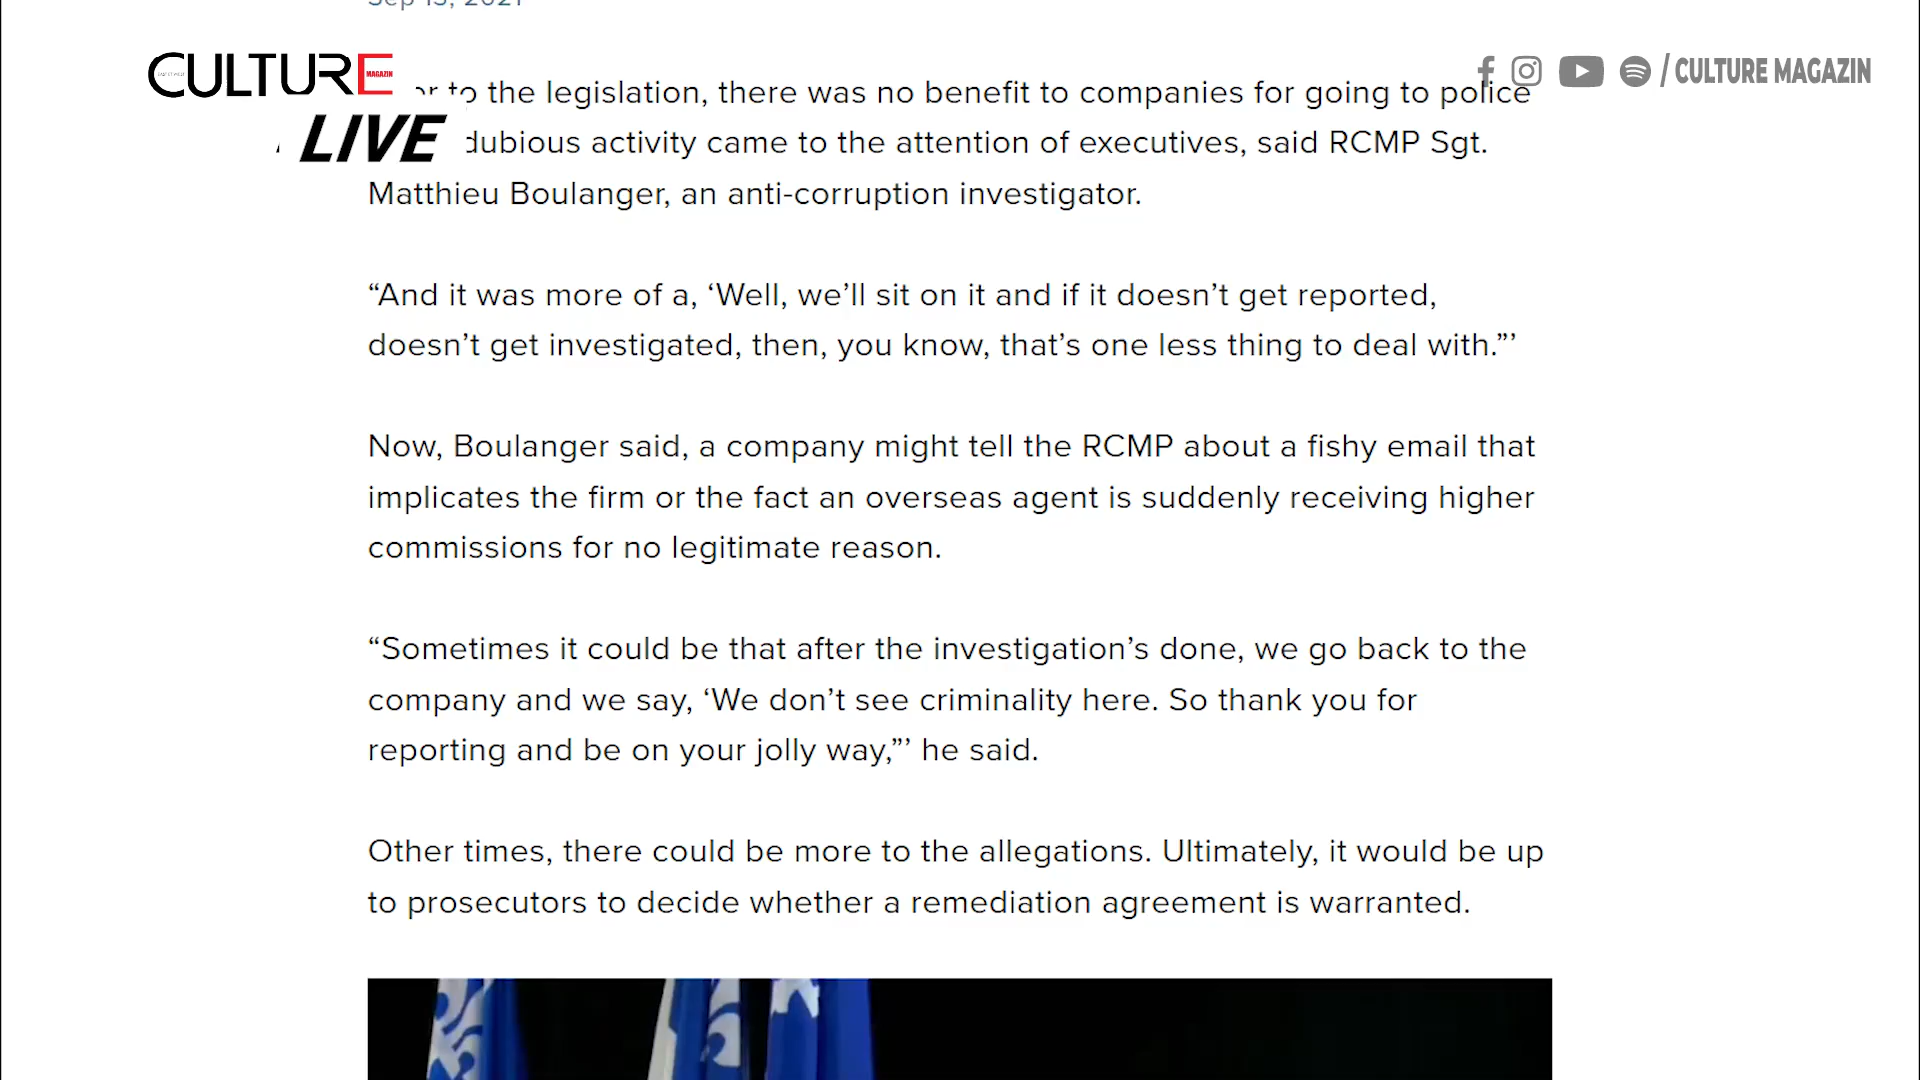 CULTURE
MAGAZIN
LIVE
/ CULTURE MAGAZIN
to the legislation, there was no benefit to companies for going to police
dubious activity came to the attention of executives, said RCMP Sgt.
Matthieu Boulanger, an anti-corruption investigator.
“And it was more of a, ‘Well, we’ll sit on it and if it doesn’t get reported,
doesn’t get investigated, then, you know, that’s one less thing to deal with.”’
Now, Boulanger said, a company might tell the RCMP about a fishy email that
implicates the firm or the fact an overseas agent is suddenly receiving higher
commissions for no legitimate reason.
“Sometimes it could be that after the investigation’s done, we go back to the
company and we say, ‘We don’t see criminality here. So thank you for
reporting and be on your jolly way,”’ he said.
Other times, there could be more to the allegations. Ultimately, it would be up
to prosecutors to decide whether a remediation agreement is warranted.